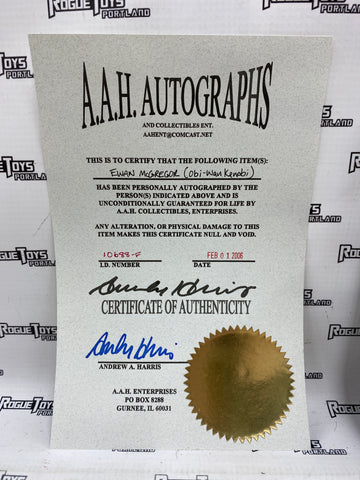 A.A.H. AUTOGRAPHS
AND COLLECTIBLES ENT.
AAHENT@COMCAST.NET
THIS IS TO CERTIFY THAT THE FOLLOWING ITEM(S):
EWAN McGREGOR (Obi-Wan Kenobi)
HAS BEEN PERSONALLY AUTOGRAPHED BY THE
PERSON(S) INDICATED ABOVE AND IS
UNCONDITIONALLY GUARANTEED FOR LIFE BY
A.A.H. COLLECTIBLES, ENTERPRISES.
ANY ALTERATION, OR PHYSICAL DAMAGE TO THIS
ITEM MAKES THIS CERTIFICATE NULL AND VOID.
10688-F FEB 01 2006
I.D. NUMBER DATE
CERTIFICATE OF AUTHENTICITY
ANDREW A. HARRIS
A.A.H. ENTERPRISES
PO BOX 8288
GURNEE, IL 60031
ROGUE TOYS
PORTLAND